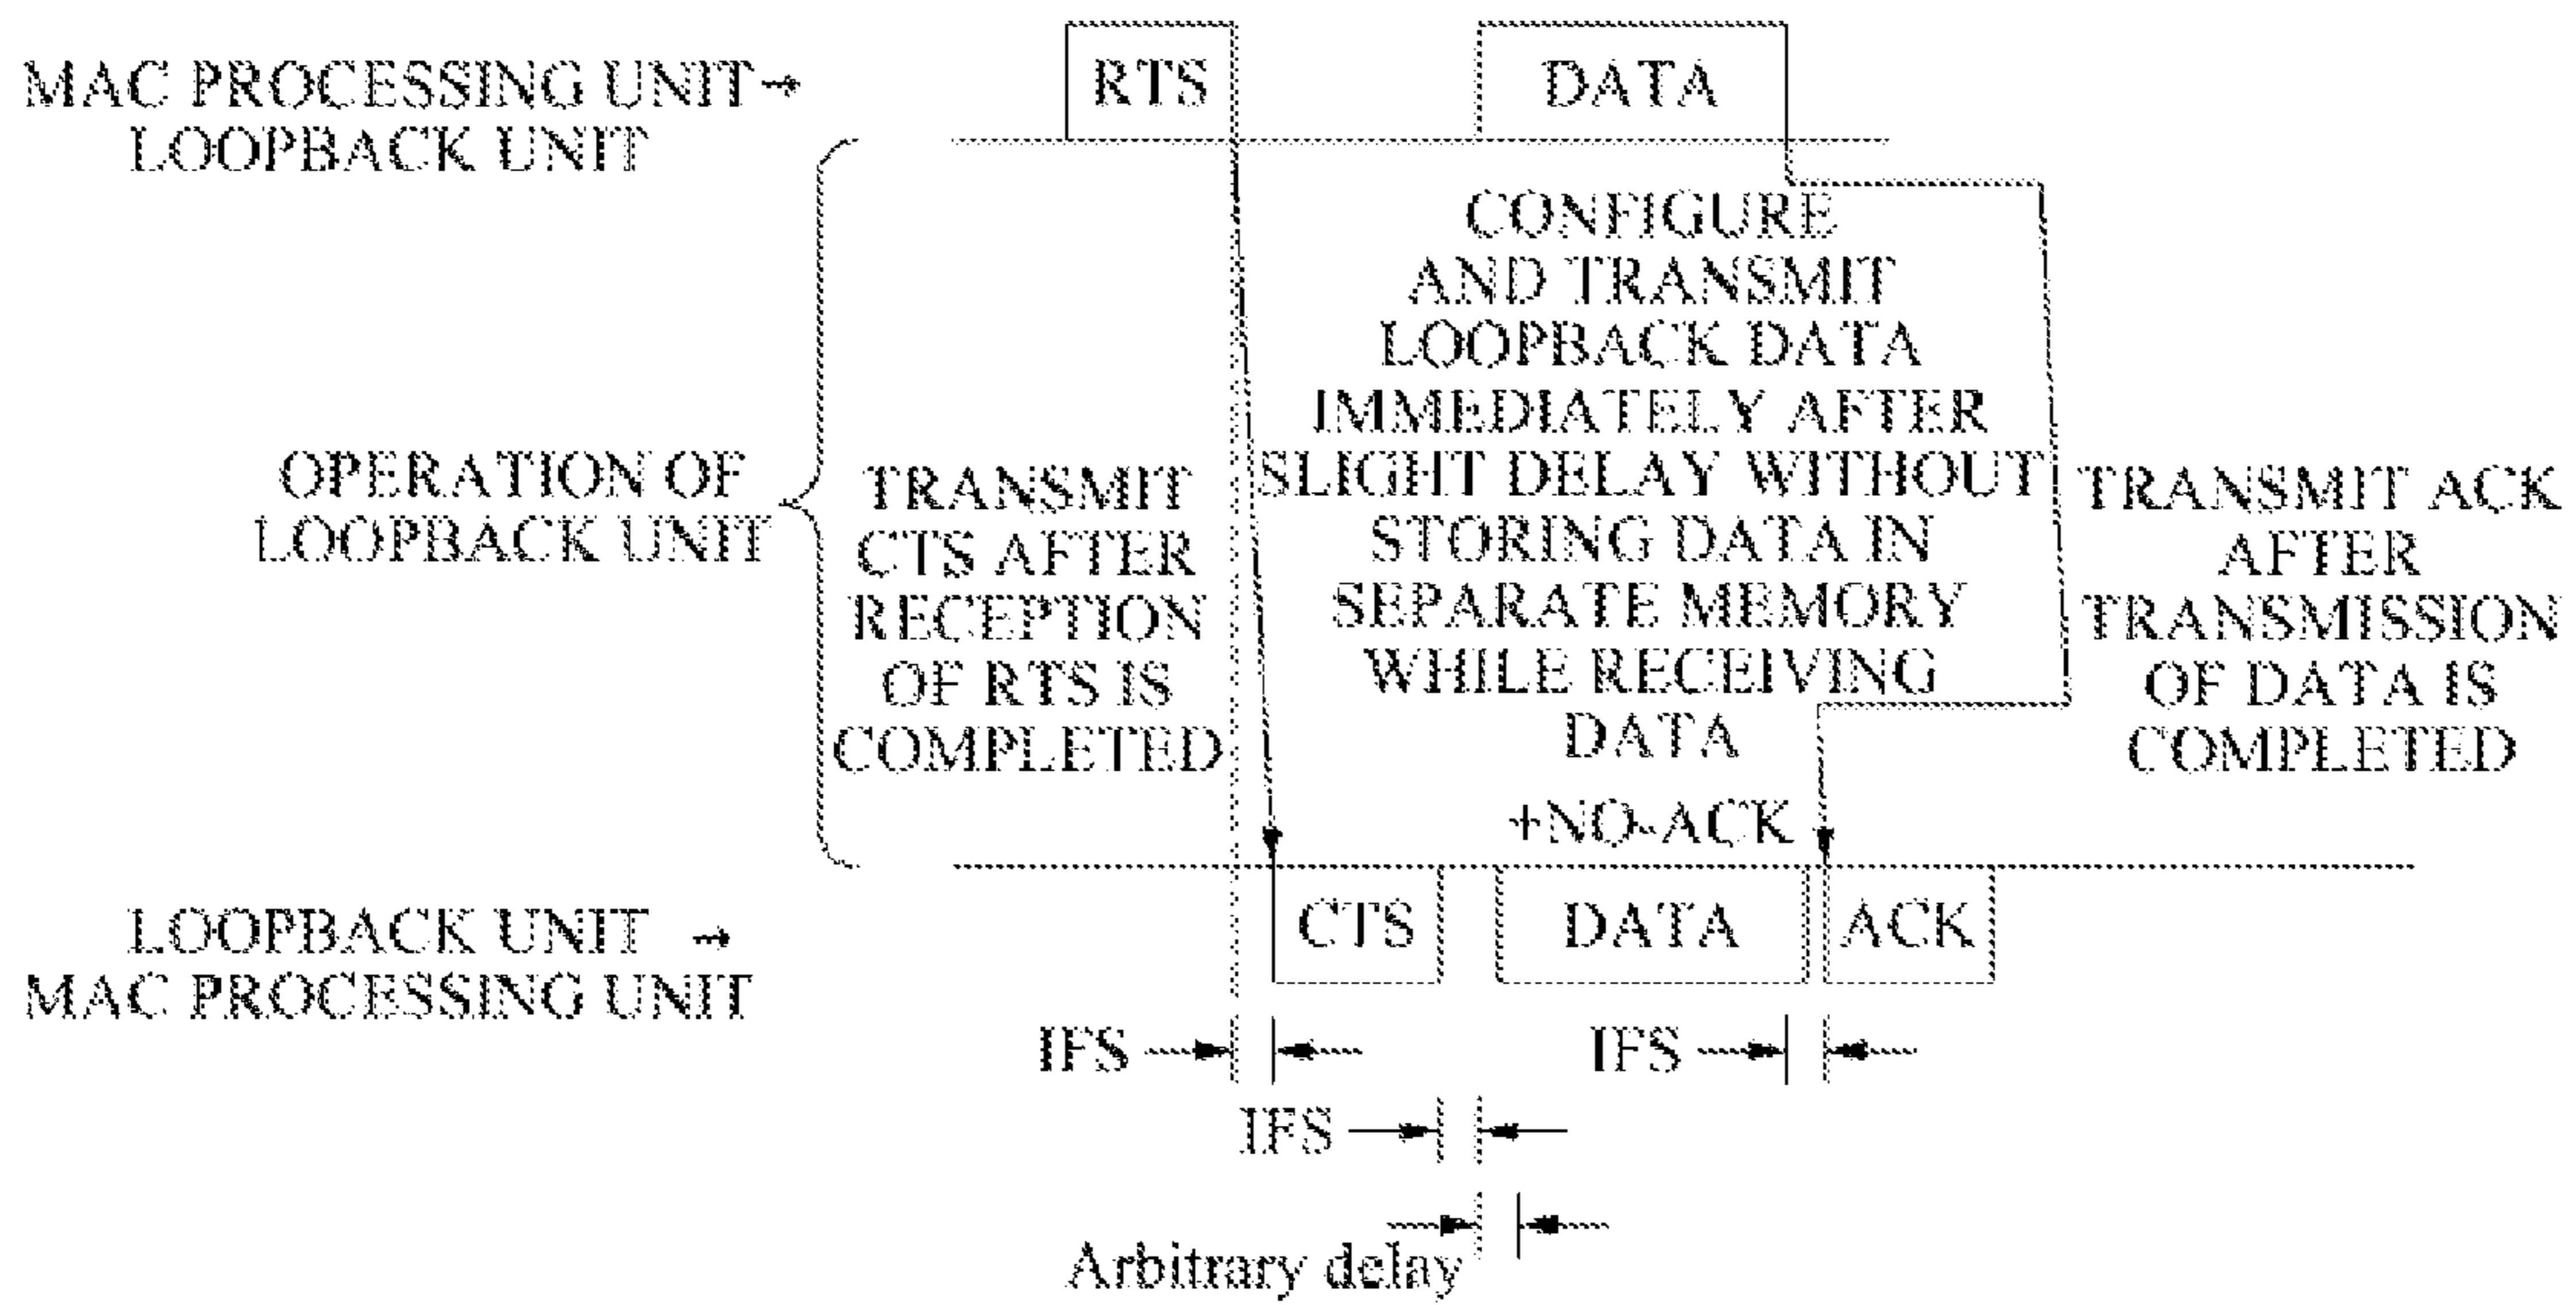 MAC PROCESSING UNIT→
LOOPBACK UNIT
RTS
DATA
OPERATION OF
LOOPBACK UNIT
TRANSMIT
CTS AFTER
RECEPTION
OF RTS IS
COMPLETED
CONFIGURE
AND TRANSMIT
LOOPBACK DATA
IMMEDIATELY AFTER
SLIGHT DELAY WITHOUT
STORING DATA IN
SEPARATE MEMORY
WHILE RECEIVING
DATA
+NO-ACK
TRANSMIT ACK
AFTER
TRANSMISSION
OF DATA IS
COMPLETED
LOOPBACK UNIT →
MAC PROCESSING UNIT
CTS
DATA
ACK
IFS
IFS
IFS
Arbitrary delay